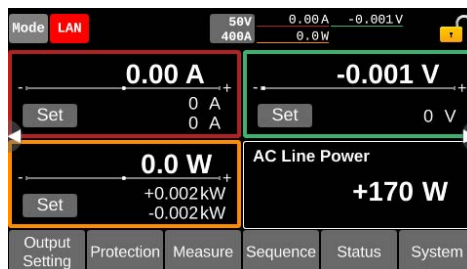 Mode LAN 50V 400A 0.00A -0.001V 0.0W
0.00 A
- +
Set 0 A
0 A
-0.001 V
- +
Set 0 V
0.0 W
- +
Set +0.002kW
-0.002kW
AC Line Power
+170 W
Output Setting Protection Measure Sequence Status System